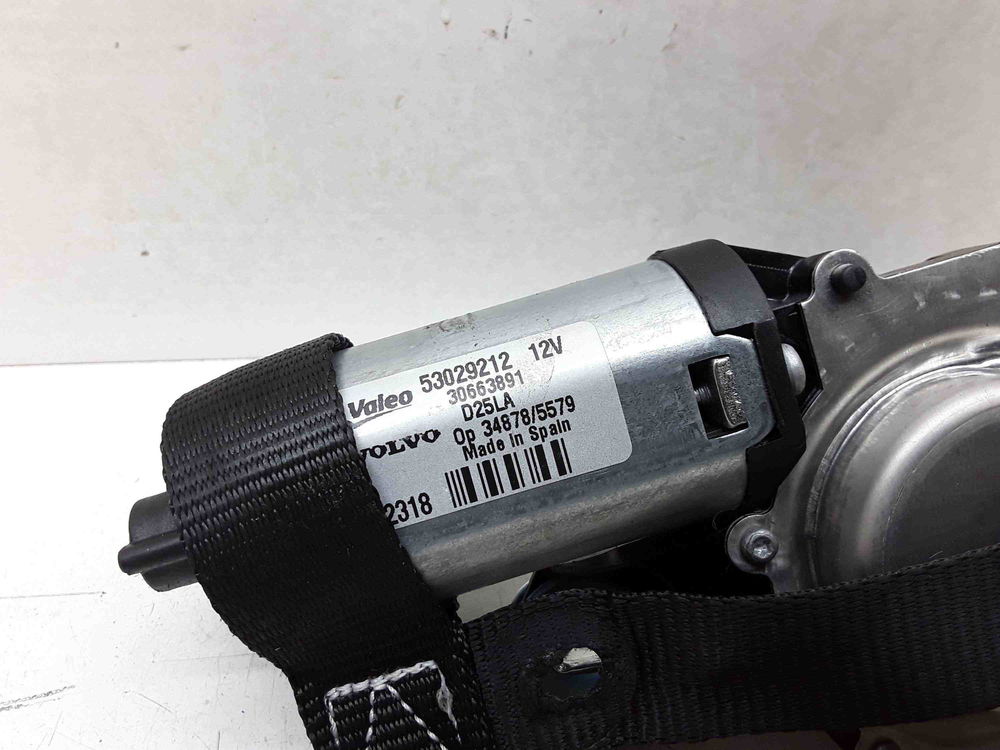 Valeo 53029212 12V
30663891
D25LA
VOLVO Op 34878/5579
Made in Spain
2318